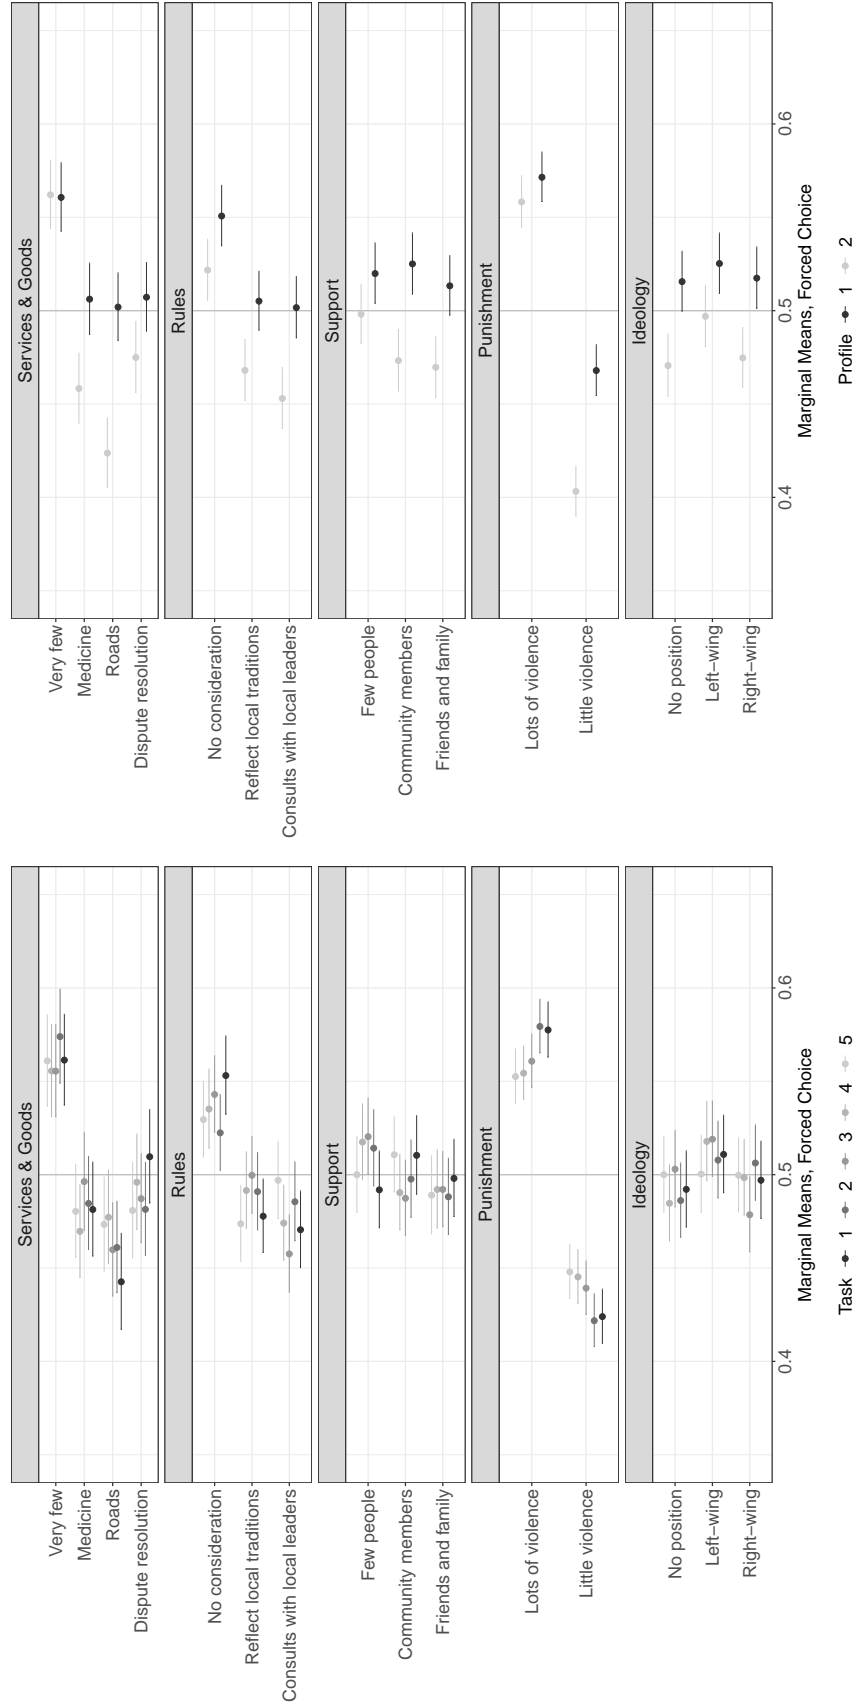 Services & Goods
Very few
Medicine
Roads
Dispute resolution
Rules
No consideration
Reflect local traditions
Consults with local leaders
Support
Few people
Community members
Friends and family
Punishment
Lots of violence
Little violence
Ideology
No position
Left−wing
Right−wing
0.4 0.5 0.6
Marginal Means, Forced Choice
Task 1 2 3 4 5
Services & Goods
Very few
Medicine
Roads
Dispute resolution
Rules
No consideration
Reflect local traditions
Consults with local leaders
Support
Few people
Community members
Friends and family
Punishment
Lots of violence
Little violence
Ideology
No position
Left−wing
Right−wing
0.4 0.5 0.6
Marginal Means, Forced Choice
Profile 1 2